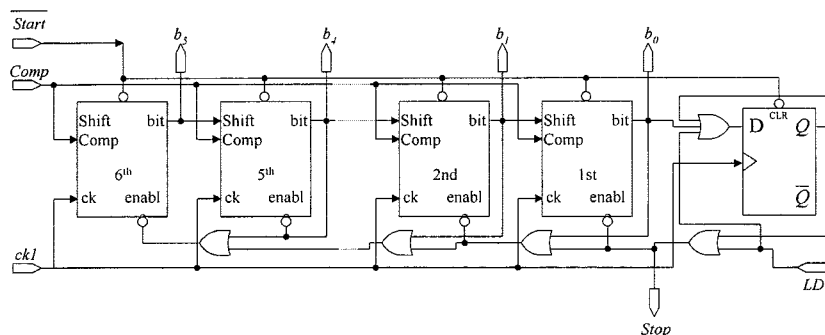 Start
b5 b4 b1 b0
Comp
Shift bit Shift bit Shift bit Shift bit D CLR Q
Comp Comp Comp Comp
6th 5th 2nd 1st
ck enabl ck enabl ck enabl ck enabl Q
ck1
LD
Stop